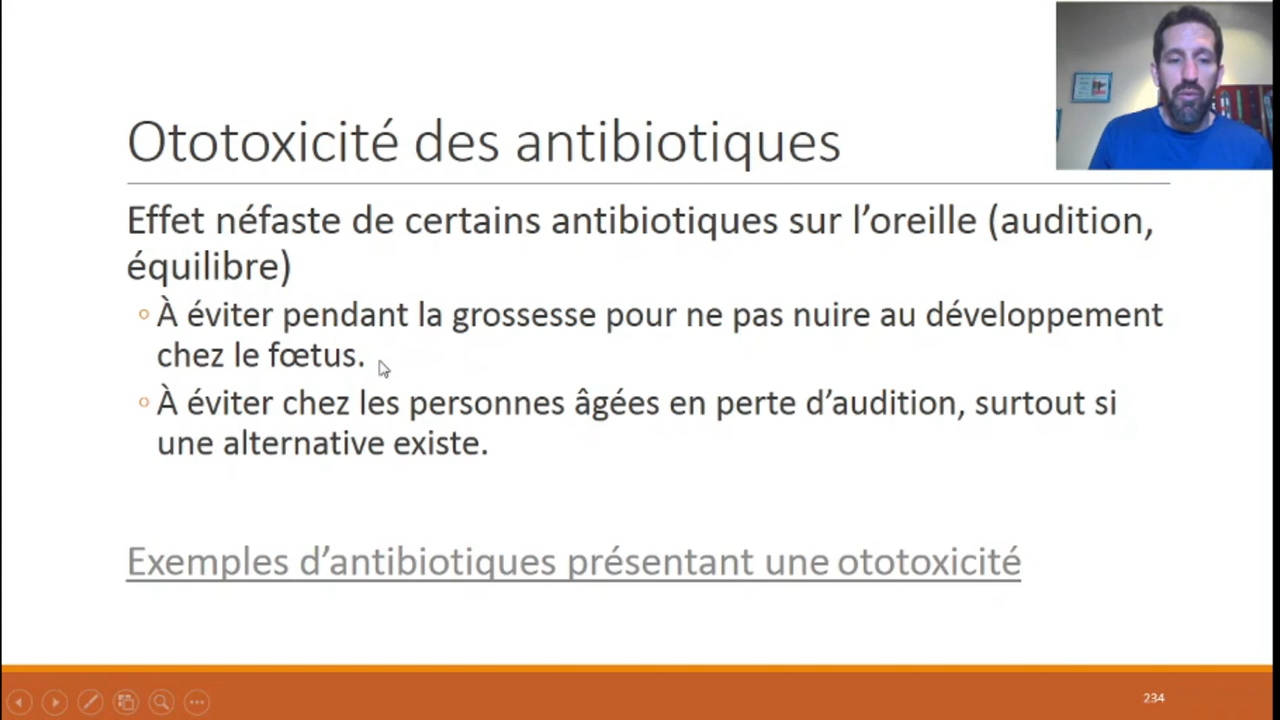 Ototoxicité des antibiotiques
Effet néfaste de certains antibiotiques sur l’oreille (audition,
équilibre)
À éviter pendant la grossesse pour ne pas nuire au développement
chez le fœtus.
À éviter chez les personnes âgées en perte d’audition, surtout si
une alternative existe.
Exemples d’antibiotiques présentant une ototoxicité
234